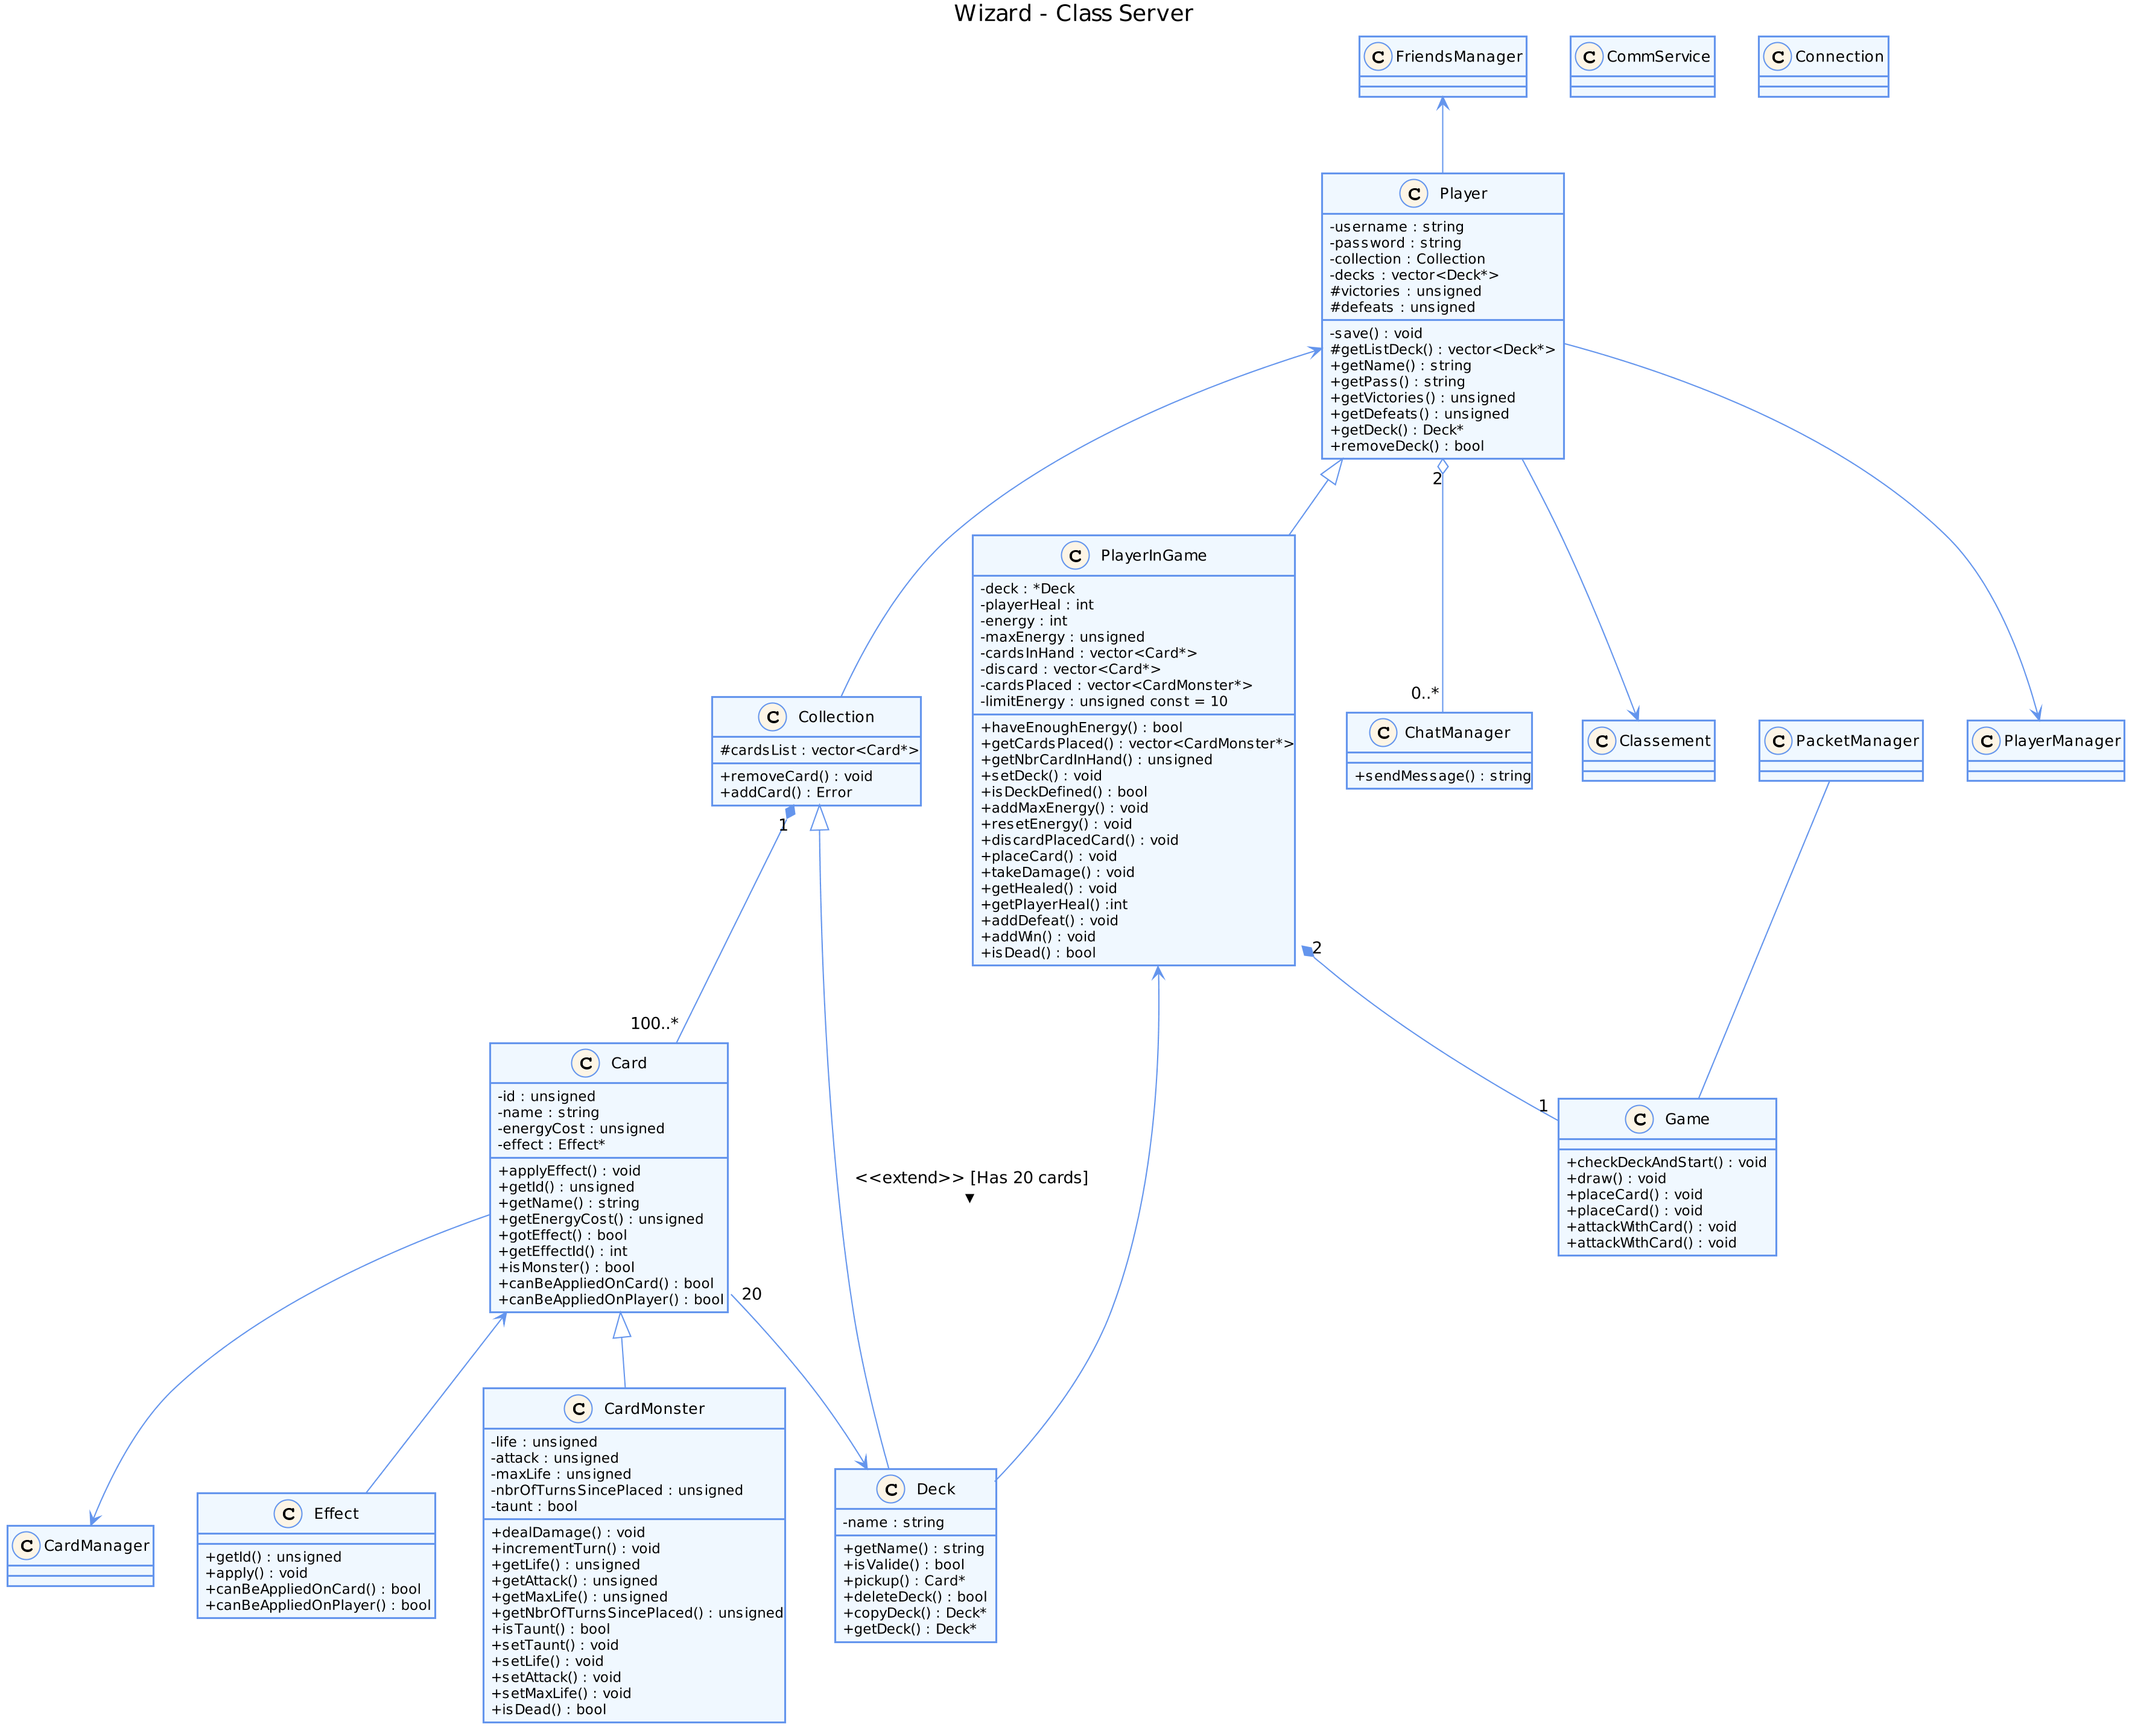 Wizard - Class Server
C FriendsManager
C CommService
C Connection
C Player
-username : string
-password : string
-collection : Collection
-decks : vector<Deck*>
#victories : unsigned
#defeats : unsigned
-save() : void
#getListDeck() : vector<Deck*>
+getName() : string
+getPass() : string
+getVictories() : unsigned
+getDefeats() : unsigned
+getDeck() : Deck*
+removeDeck() : bool
2
C PlayerInGame
-deck : *Deck
-playerHeal : int
-energy : int
-maxEnergy : unsigned
-cardsInHand : vector<Card*>
-discard : vector<Card*>
-cardsPlaced : vector<CardMonster*>
-limitEnergy : unsigned const = 10
+haveEnoughEnergy() : bool
+getCardsPlaced() : vector<CardMonster*>
+getNbrCardInHand() : unsigned
+setDeck() : void
+isDeckDefined() : bool
+addMaxEnergy() : void
+resetEnergy() : void
+discardPlacedCard() : void
+placeCard() : void
+takeDamage() : void
+getHealed() : void
+getPlayerHeal() :int
+addDefeat() : void
+addWin() : void
+isDead() : bool
2
C Collection
#cardsList : vector<Card*>
+removeCard() : void
+addCard() : Error
1
0..*
C ChatManager
+sendMessage() : string
C Classement
C PacketManager
C PlayerManager
100..*
C Card
-id : unsigned
-name : string
-energyCost : unsigned
-effect : Effect*
+applyEffect() : void
+getId() : unsigned
+getName() : string
+getEnergyCost() : unsigned
+gotEffect() : bool
+getEffectId() : int
+isMonster() : bool
+canBeAppliedOnCard() : bool
+canBeAppliedOnPlayer() : bool
20
<<extend>> [Has 20 cards]
▼
1
C Game
+checkDeckAndStart() : void
+draw() : void
+placeCard() : void
+placeCard() : void
+attackWithCard() : void
+attackWithCard() : void
C CardManager
C Effect
+getId() : unsigned
+apply() : void
+canBeAppliedOnCard() : bool
+canBeAppliedOnPlayer() : bool
C CardMonster
-life : unsigned
-attack : unsigned
-maxLife : unsigned
-nbrOfTurnsSincePlaced : unsigned
-taunt : bool
+dealDamage() : void
+incrementTurn() : void
+getLife() : unsigned
+getAttack() : unsigned
+getMaxLife() : unsigned
+getNbrOfTurnsSincePlaced() : unsigned
+isTaunt() : bool
+setTaunt() : void
+setLife() : void
+setAttack() : void
+setMaxLife() : void
+isDead() : bool
C Deck
-name : string
+getName() : string
+isValide() : bool
+pickup() : Card*
+deleteDeck() : bool
+copyDeck() : Deck*
+getDeck() : Deck*